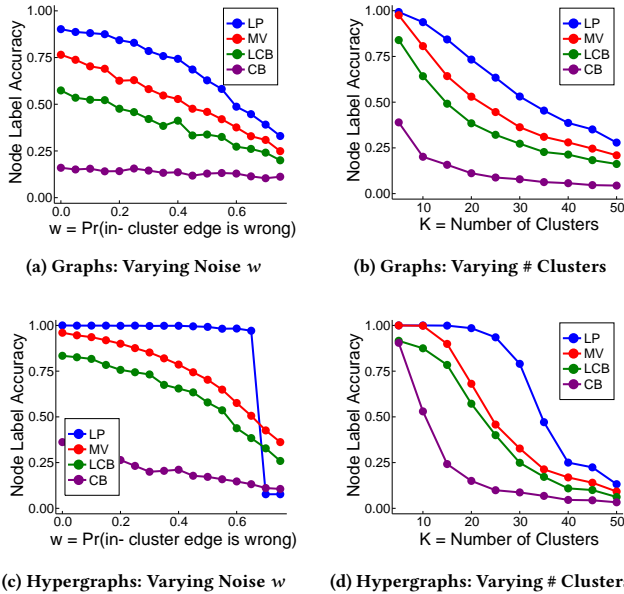 1.00
0.75
0.50
0.25
0.00
Node Label Accuracy
LP
MV
LCB
CB
0.0 0.2 0.4 0.6
w = Pr(in- cluster edge is wrong)
(a) Graphs: Varying Noise w
1.00
0.75
0.50
0.25
0.00
Node Label Accuracy
LP
MV
LCB
CB
10 20 30 40 50
K = Number of Clusters
(b) Graphs: Varying # Clusters
1.00
0.75
0.50
0.25
0.00
Node Label Accuracy
LP
MV
LCB
CB
0.0 0.2 0.4 0.6
w = Pr(in- cluster edge is wrong)
(c) Hypergraphs: Varying Noise w
1.00
0.75
0.50
0.25
0.00
Node Label Accuracy
LP
MV
LCB
CB
10 20 30 40 50
K = Number of Clusters
(d) Hypergraphs: Varying # Clusters